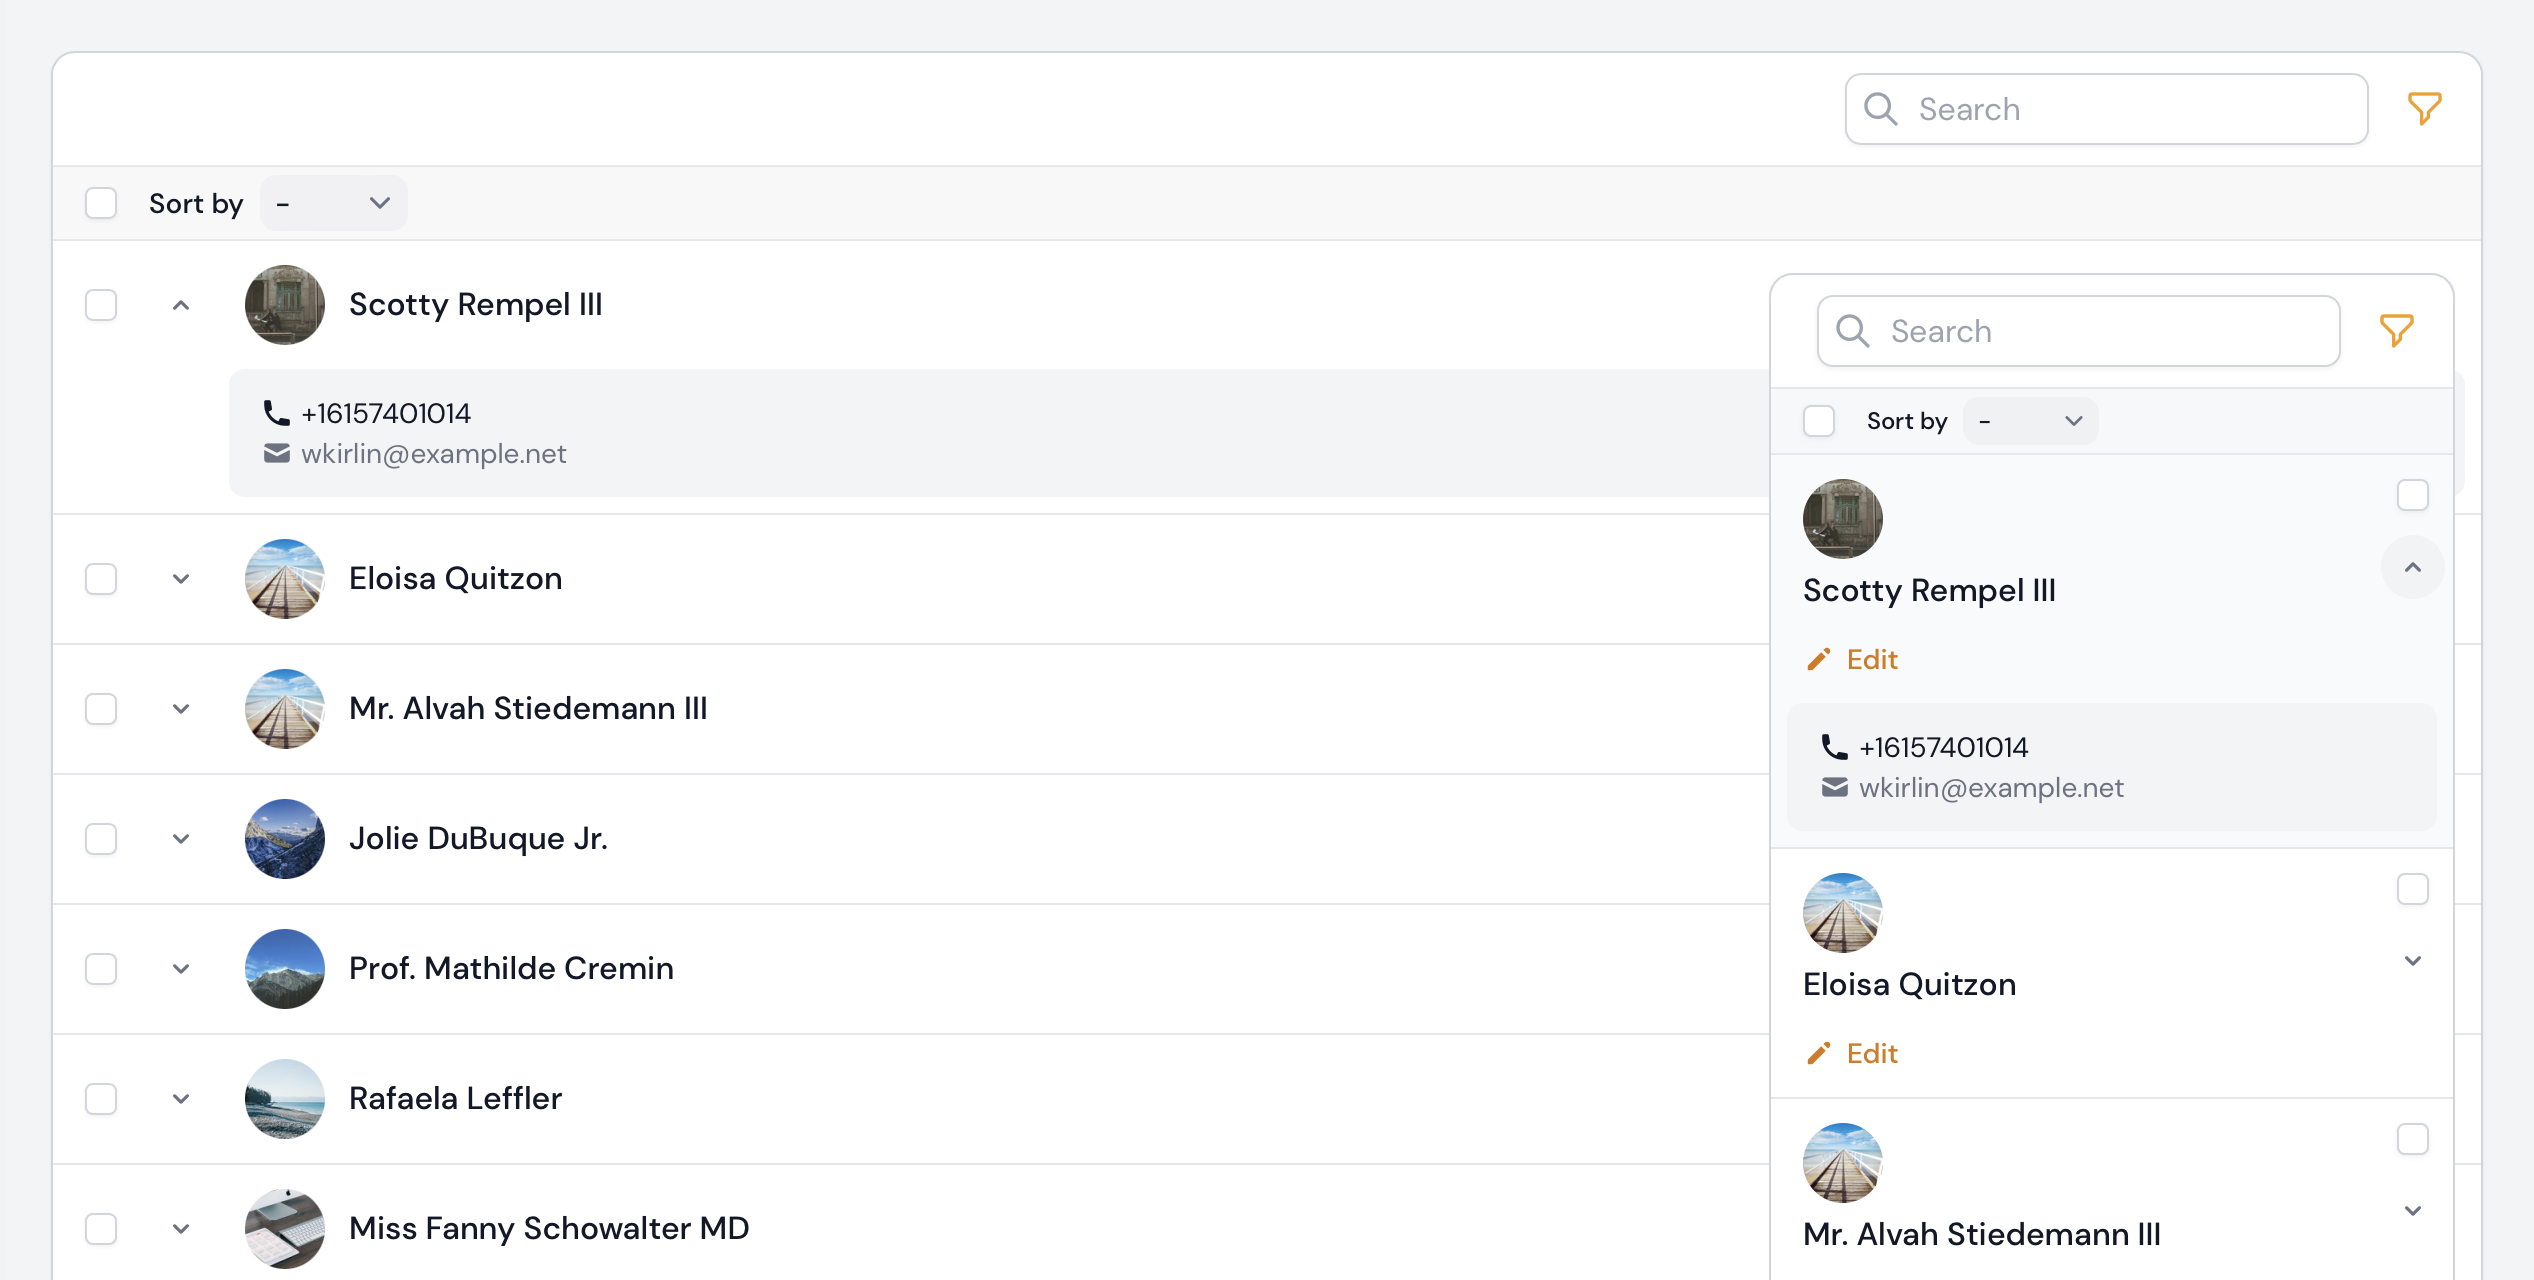 Search
Sort by -
Scotty Rempel III
+16157401014
wkirlin@example.net
Eloisa Quitzon
Mr. Alvah Stiedemann III
Jolie DuBuque Jr.
Prof. Mathilde Cremin
Rafaela Leffler
Miss Fanny Schowalter MD
Search
Sort by -
Scotty Rempel III
Edit
+16157401014
wkirlin@example.net
Eloisa Quitzon
Edit
Mr. Alvah Stiedemann III